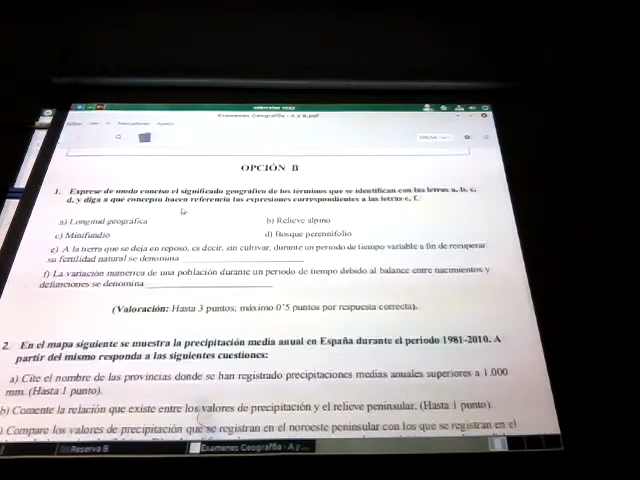 Examenes Geografía - A y B.pdf
OPCIÓN B
1. Exprese de modo conciso el significado geográfico de los términos que se identifican con las letras a, b, c,
d, y diga a qué concepto hacen referencia las expresiones correspondientes a las letras e, f.
a) Longitud geográfica b) Relieve alpino
c) Minifundio d) Bosque perennifolio
e) A la tierra que se deja en reposo, es decir, sin cultivar, durante un periodo de tiempo variable a fin de recuperar
su fertilidad natural se denomina
f) La variación numérica de una población durante un periodo de tiempo debido al balance entre nacimientos y
defunciones se denomina
(Valoración: Hasta 3 puntos; máximo 0’5 puntos por respuesta correcta).
2. En el mapa siguiente se muestra la precipitación media anual en España durante el periodo 1981-2010. A
partir del mismo responda a las siguientes cuestiones:
a) Cite el nombre de las provincias donde se han registrado precipitaciones medias anuales superiores a 1.000
mm. (Hasta 1 punto).
b) Comente la relación que existe entre los valores de precipitación y el relieve peninsular. (Hasta 1 punto).
) Compare los valores de precipitación que se registran en el noroeste peninsular con los que se registran en el
Reserva B Examenes Geografía - A y ...